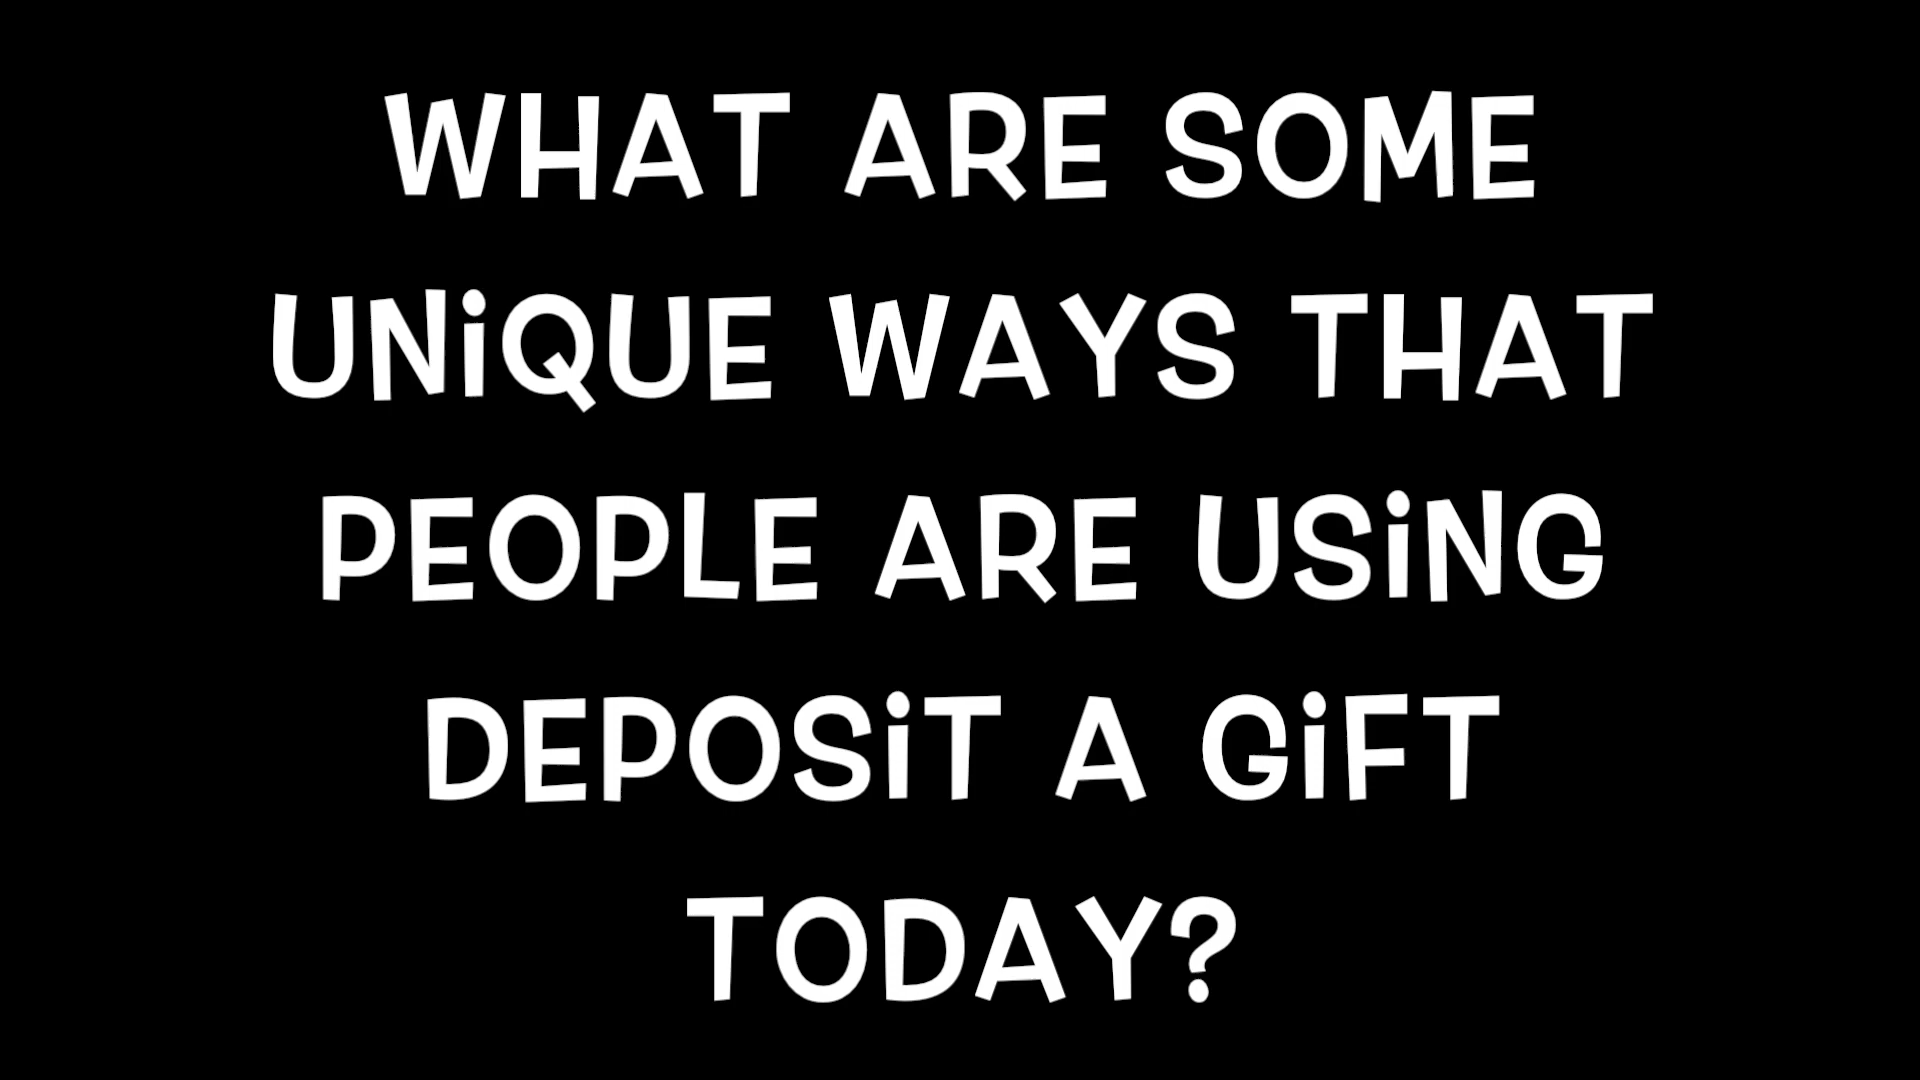 WHAT ARE SOME
UNiQUE WAYS THAT
PEOPLE ARE USiNG
DEPOSiT A GiFT
TODAY?